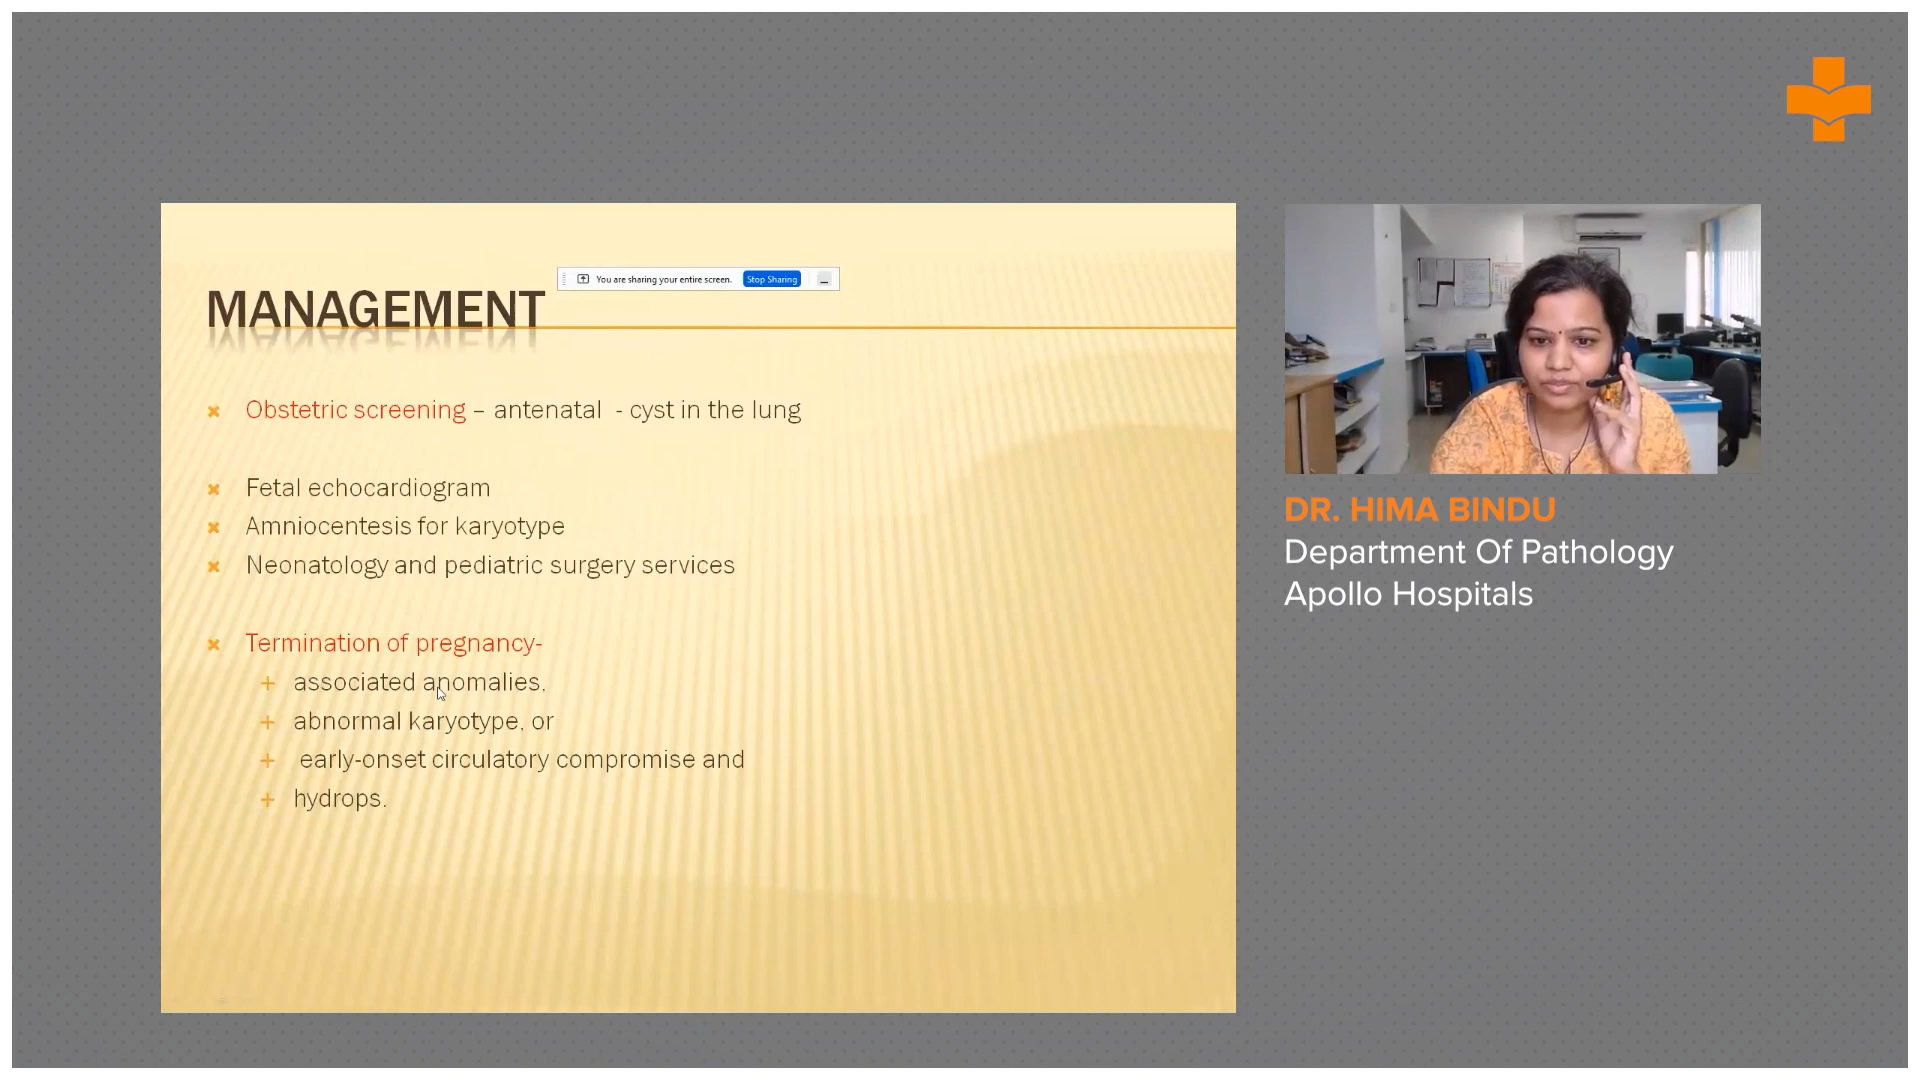 You are sharing your entire screen. Stop Sharing
MANAGEMENT
Obstetric screening – antenatal - cyst in the lung
Fetal echocardiogram
Amniocentesis for karyotype
Neonatology and pediatric surgery services
Termination of pregnancy-
associated anomalies,
abnormal karyotype, or
early-onset circulatory compromise and
hydrops.
DR. HIMA BINDU
Department Of Pathology
Apollo Hospitals